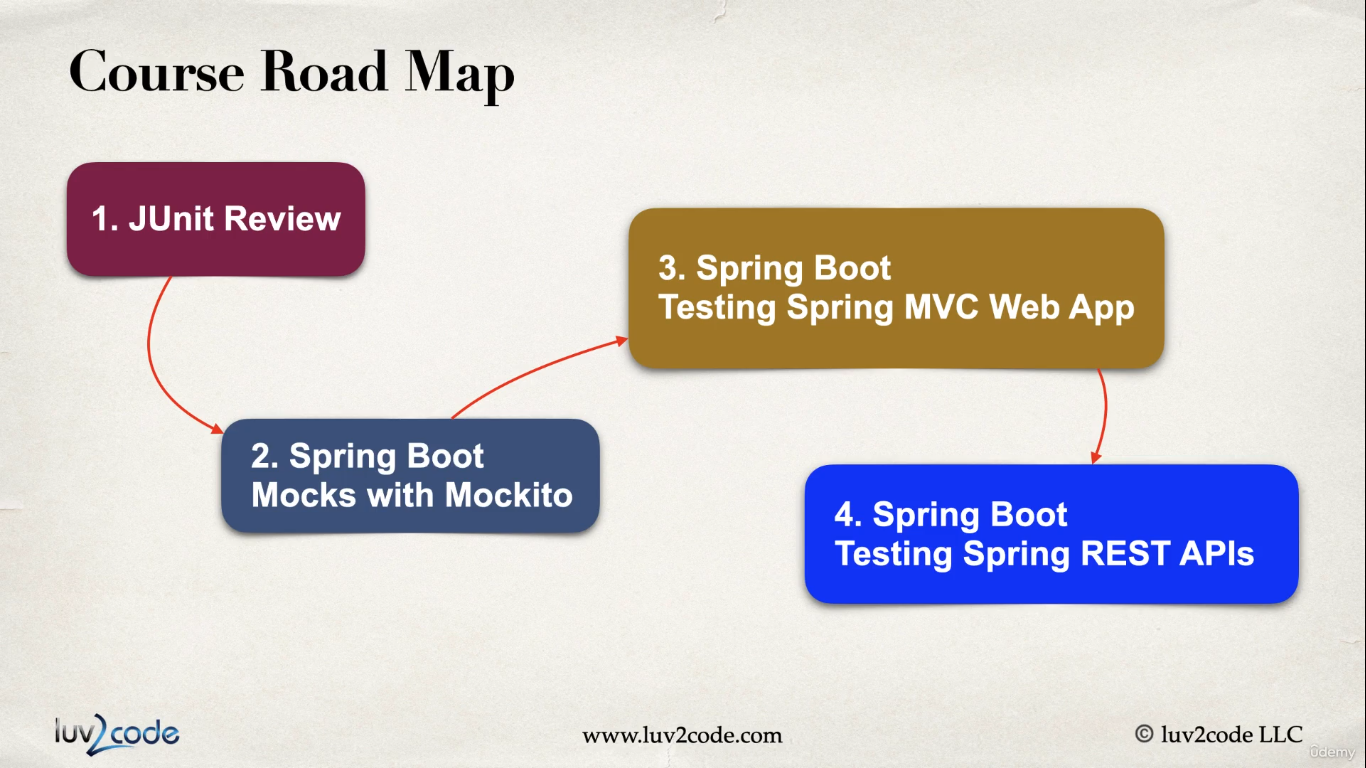 Course Road Map
1. JUnit Review
2. Spring Boot
Mocks with Mockito
3. Spring Boot
Testing Spring MVC Web App
4. Spring Boot
Testing Spring REST APIs
luv2code
www.luv2code.com
© luv2code LLC
ûdemy